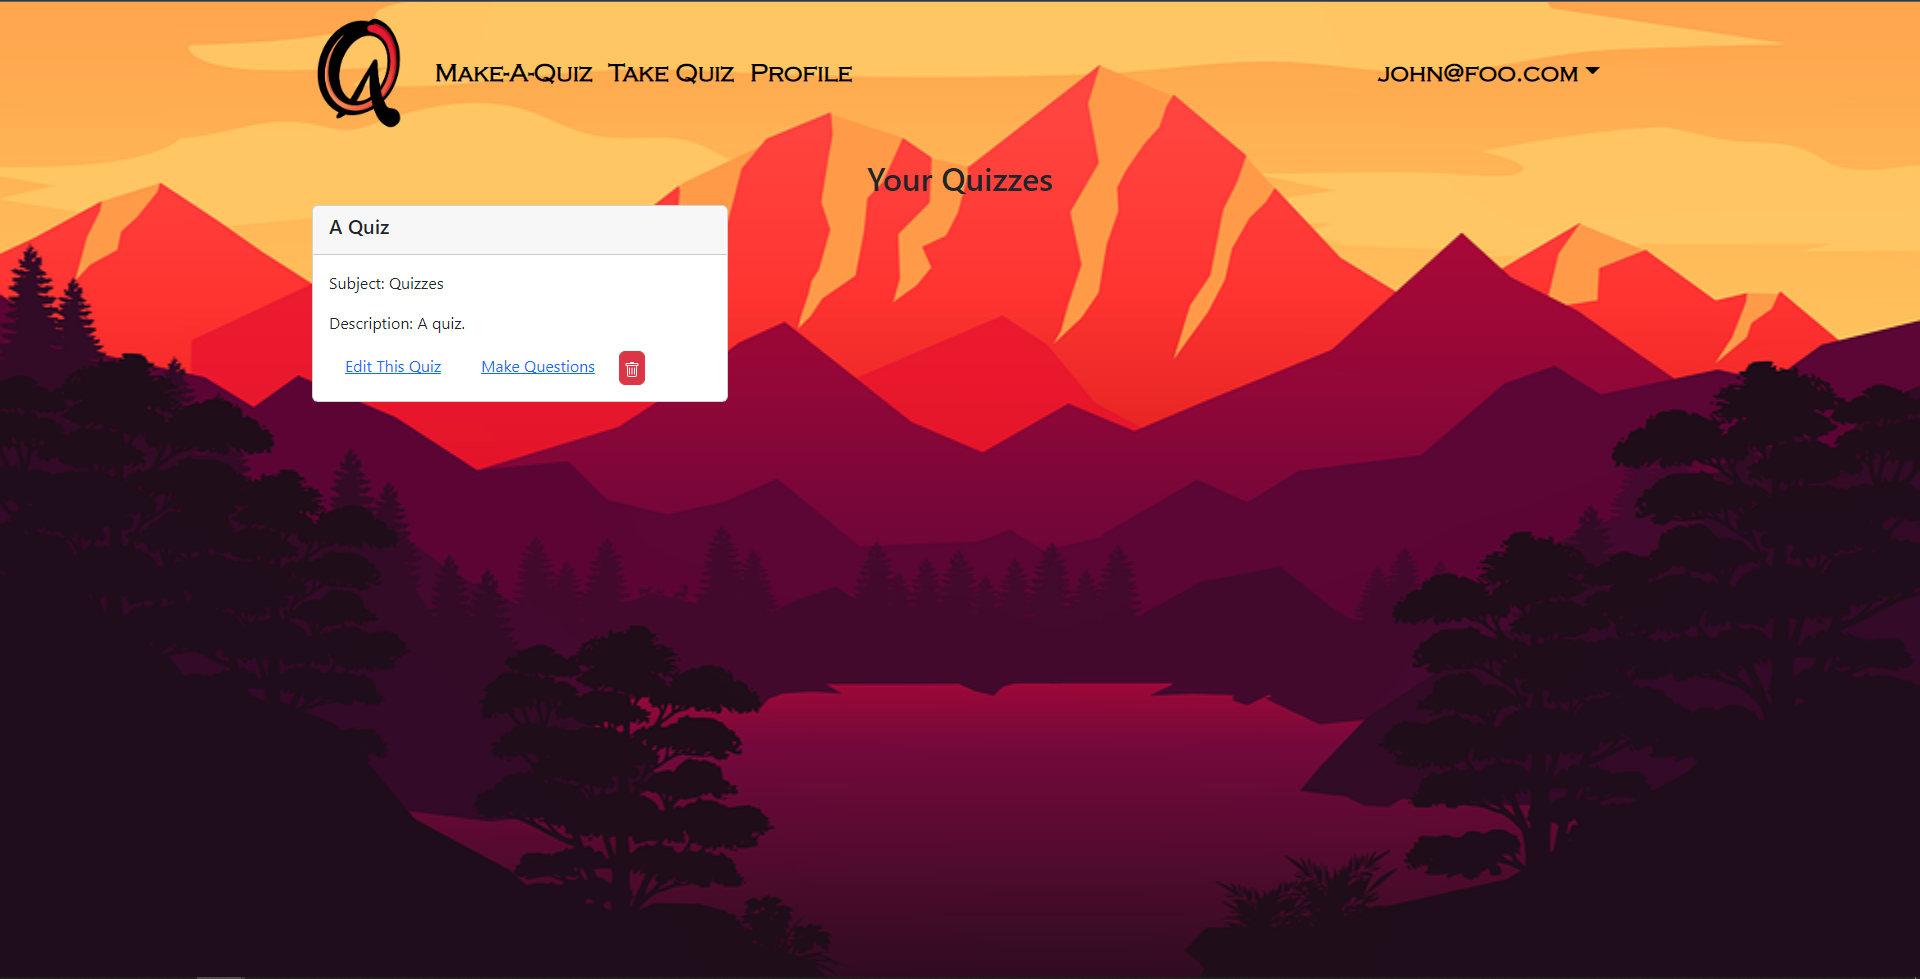 Make-A-Quiz Take Quiz Profile john@foo.com
Your Quizzes
A Quiz
Subject: Quizzes
Description: A quiz.
Edit This Quiz Make Questions